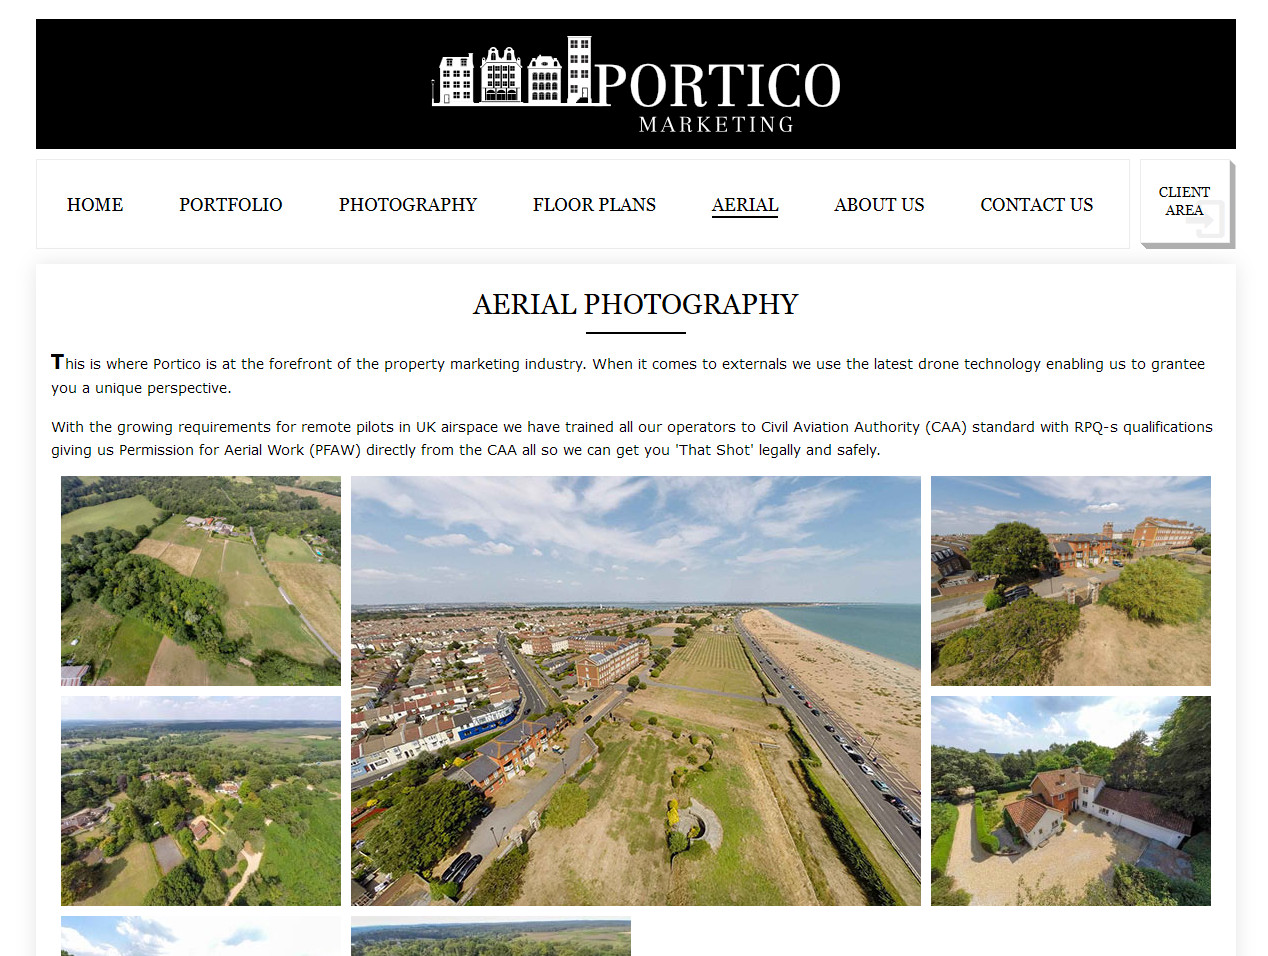 PORTICO
MARKETING
HOME PORTFOLIO PHOTOGRAPHY FLOOR PLANS AERIAL ABOUT US CONTACT US
CLIENT
AREA
AERIAL PHOTOGRAPHY
This is where Portico is at the forefront of the property marketing industry. When it comes to externals we use the latest drone technology enabling us to grantee
you a unique perspective.
With the growing requirements for remote pilots in UK airspace we have trained all our operators to Civil Aviation Authority (CAA) standard with RPQ-s qualifications
giving us Permission for Aerial Work (PFAW) directly from the CAA all so we can get you 'That Shot' legally and safely.